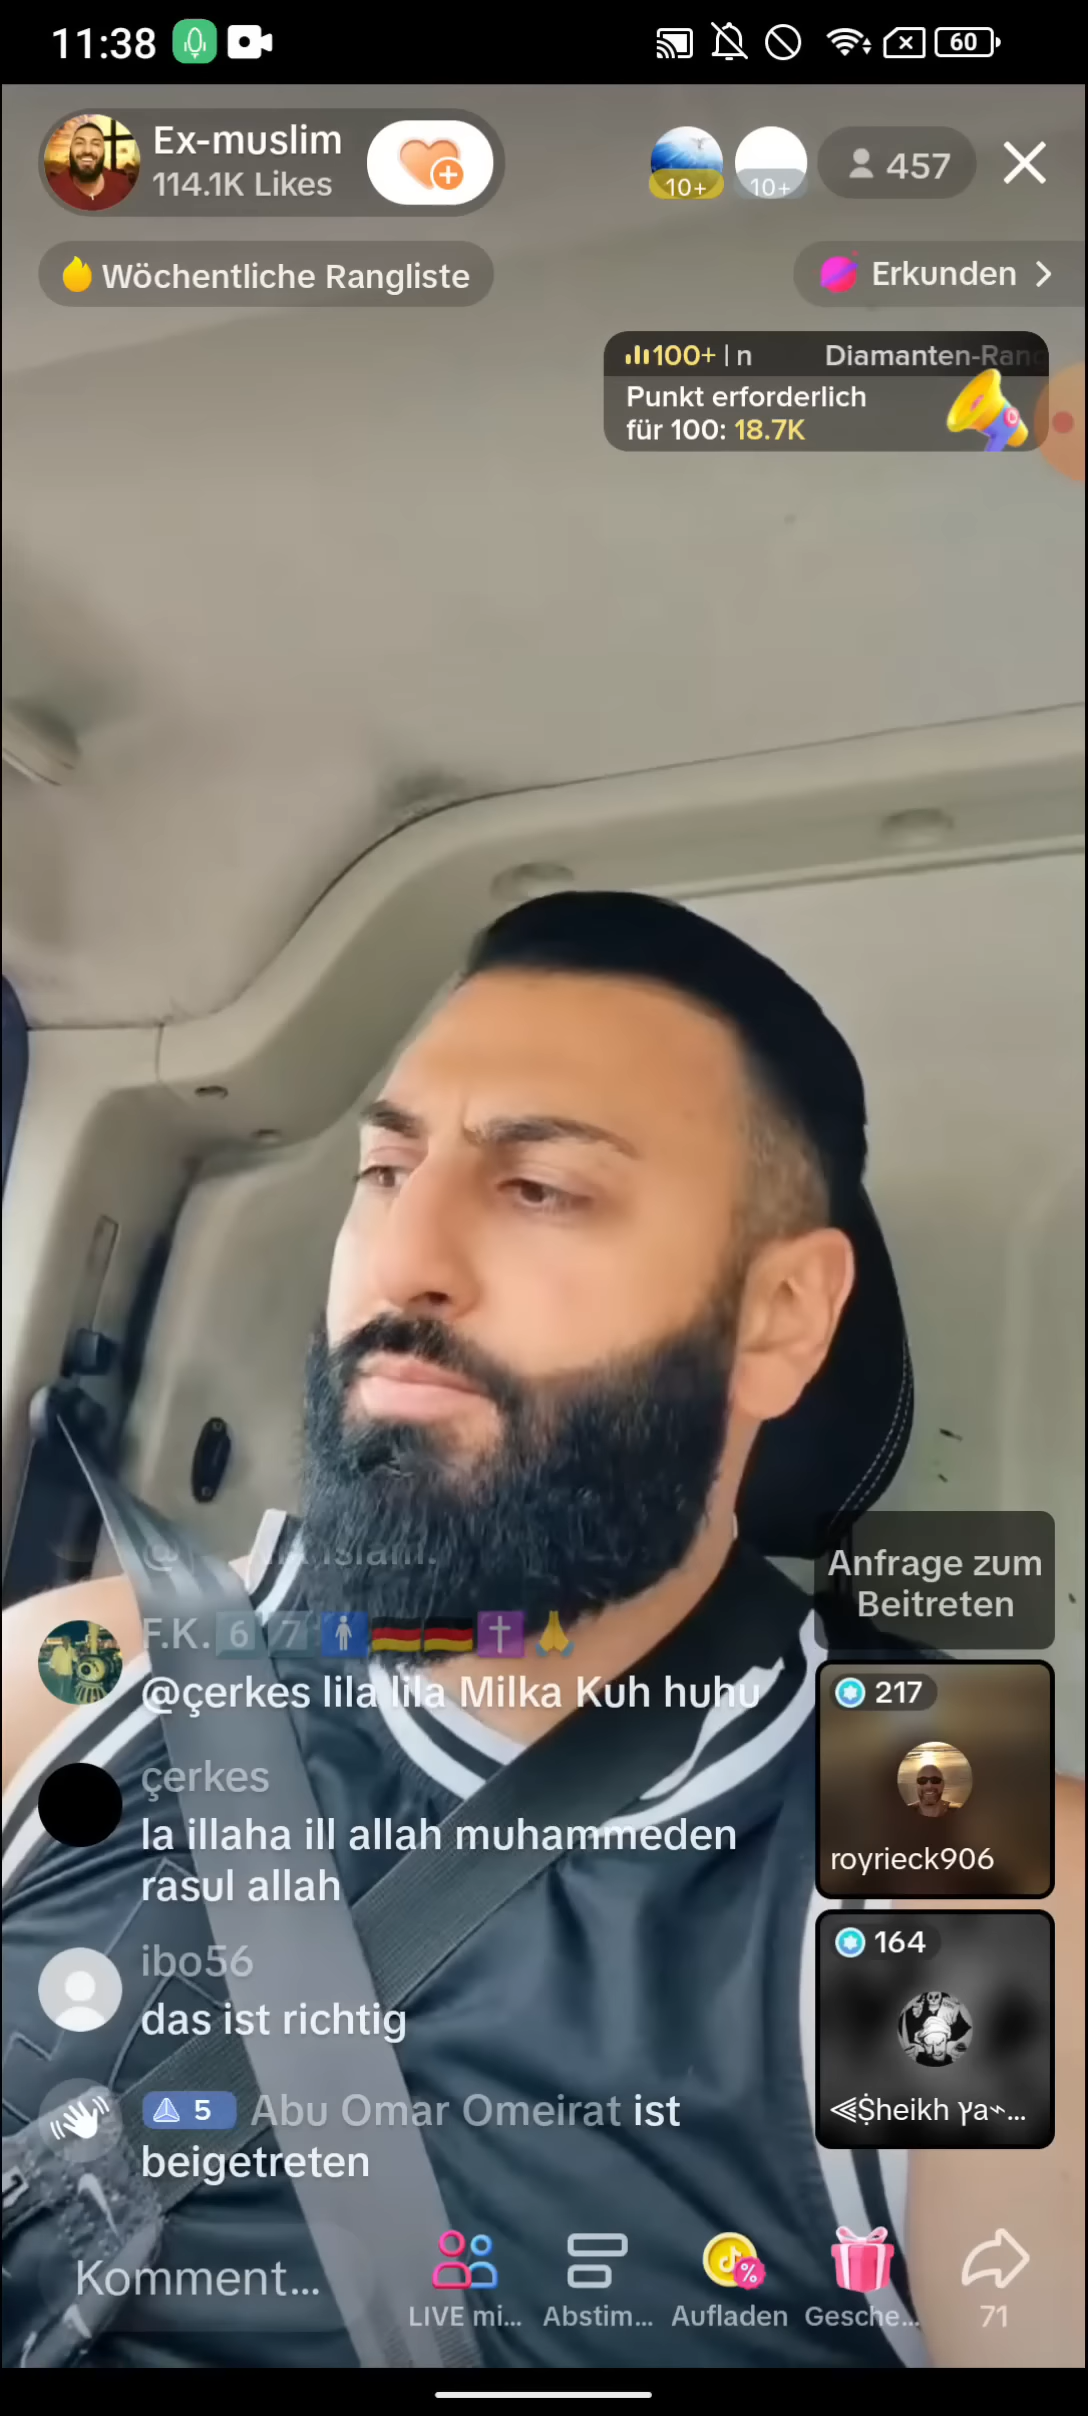 11:38
60
Ex-muslim
114.1K Likes
10+
10+
457
Wöchentliche Rangliste
Erkunden
100+ | n Diamanten-Ran
Punkt erforderlich
für 100: 18.7K
Anfrage zum
Beitreten
islam.
F.K. 6 7
@çerkes lila lila Milka Kuh huhu
çerkes
la illaha ill allah muhammeden
rasul allah
ibo56
das ist richtig
5 Abu Omar Omeirat ist
beigetreten
217
royrieck906
164
Komment...
LIVE mi...
Abstim...
Aufladen
Gesche...
71